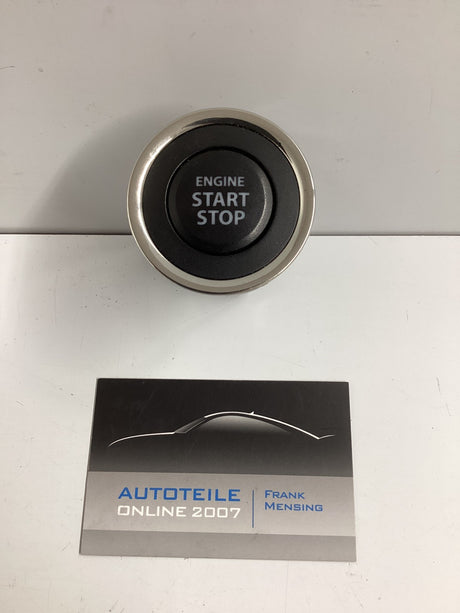 ENGINE
START
STOP
AUTOTEILE
ONLINE 2007
FRANK
MENSING